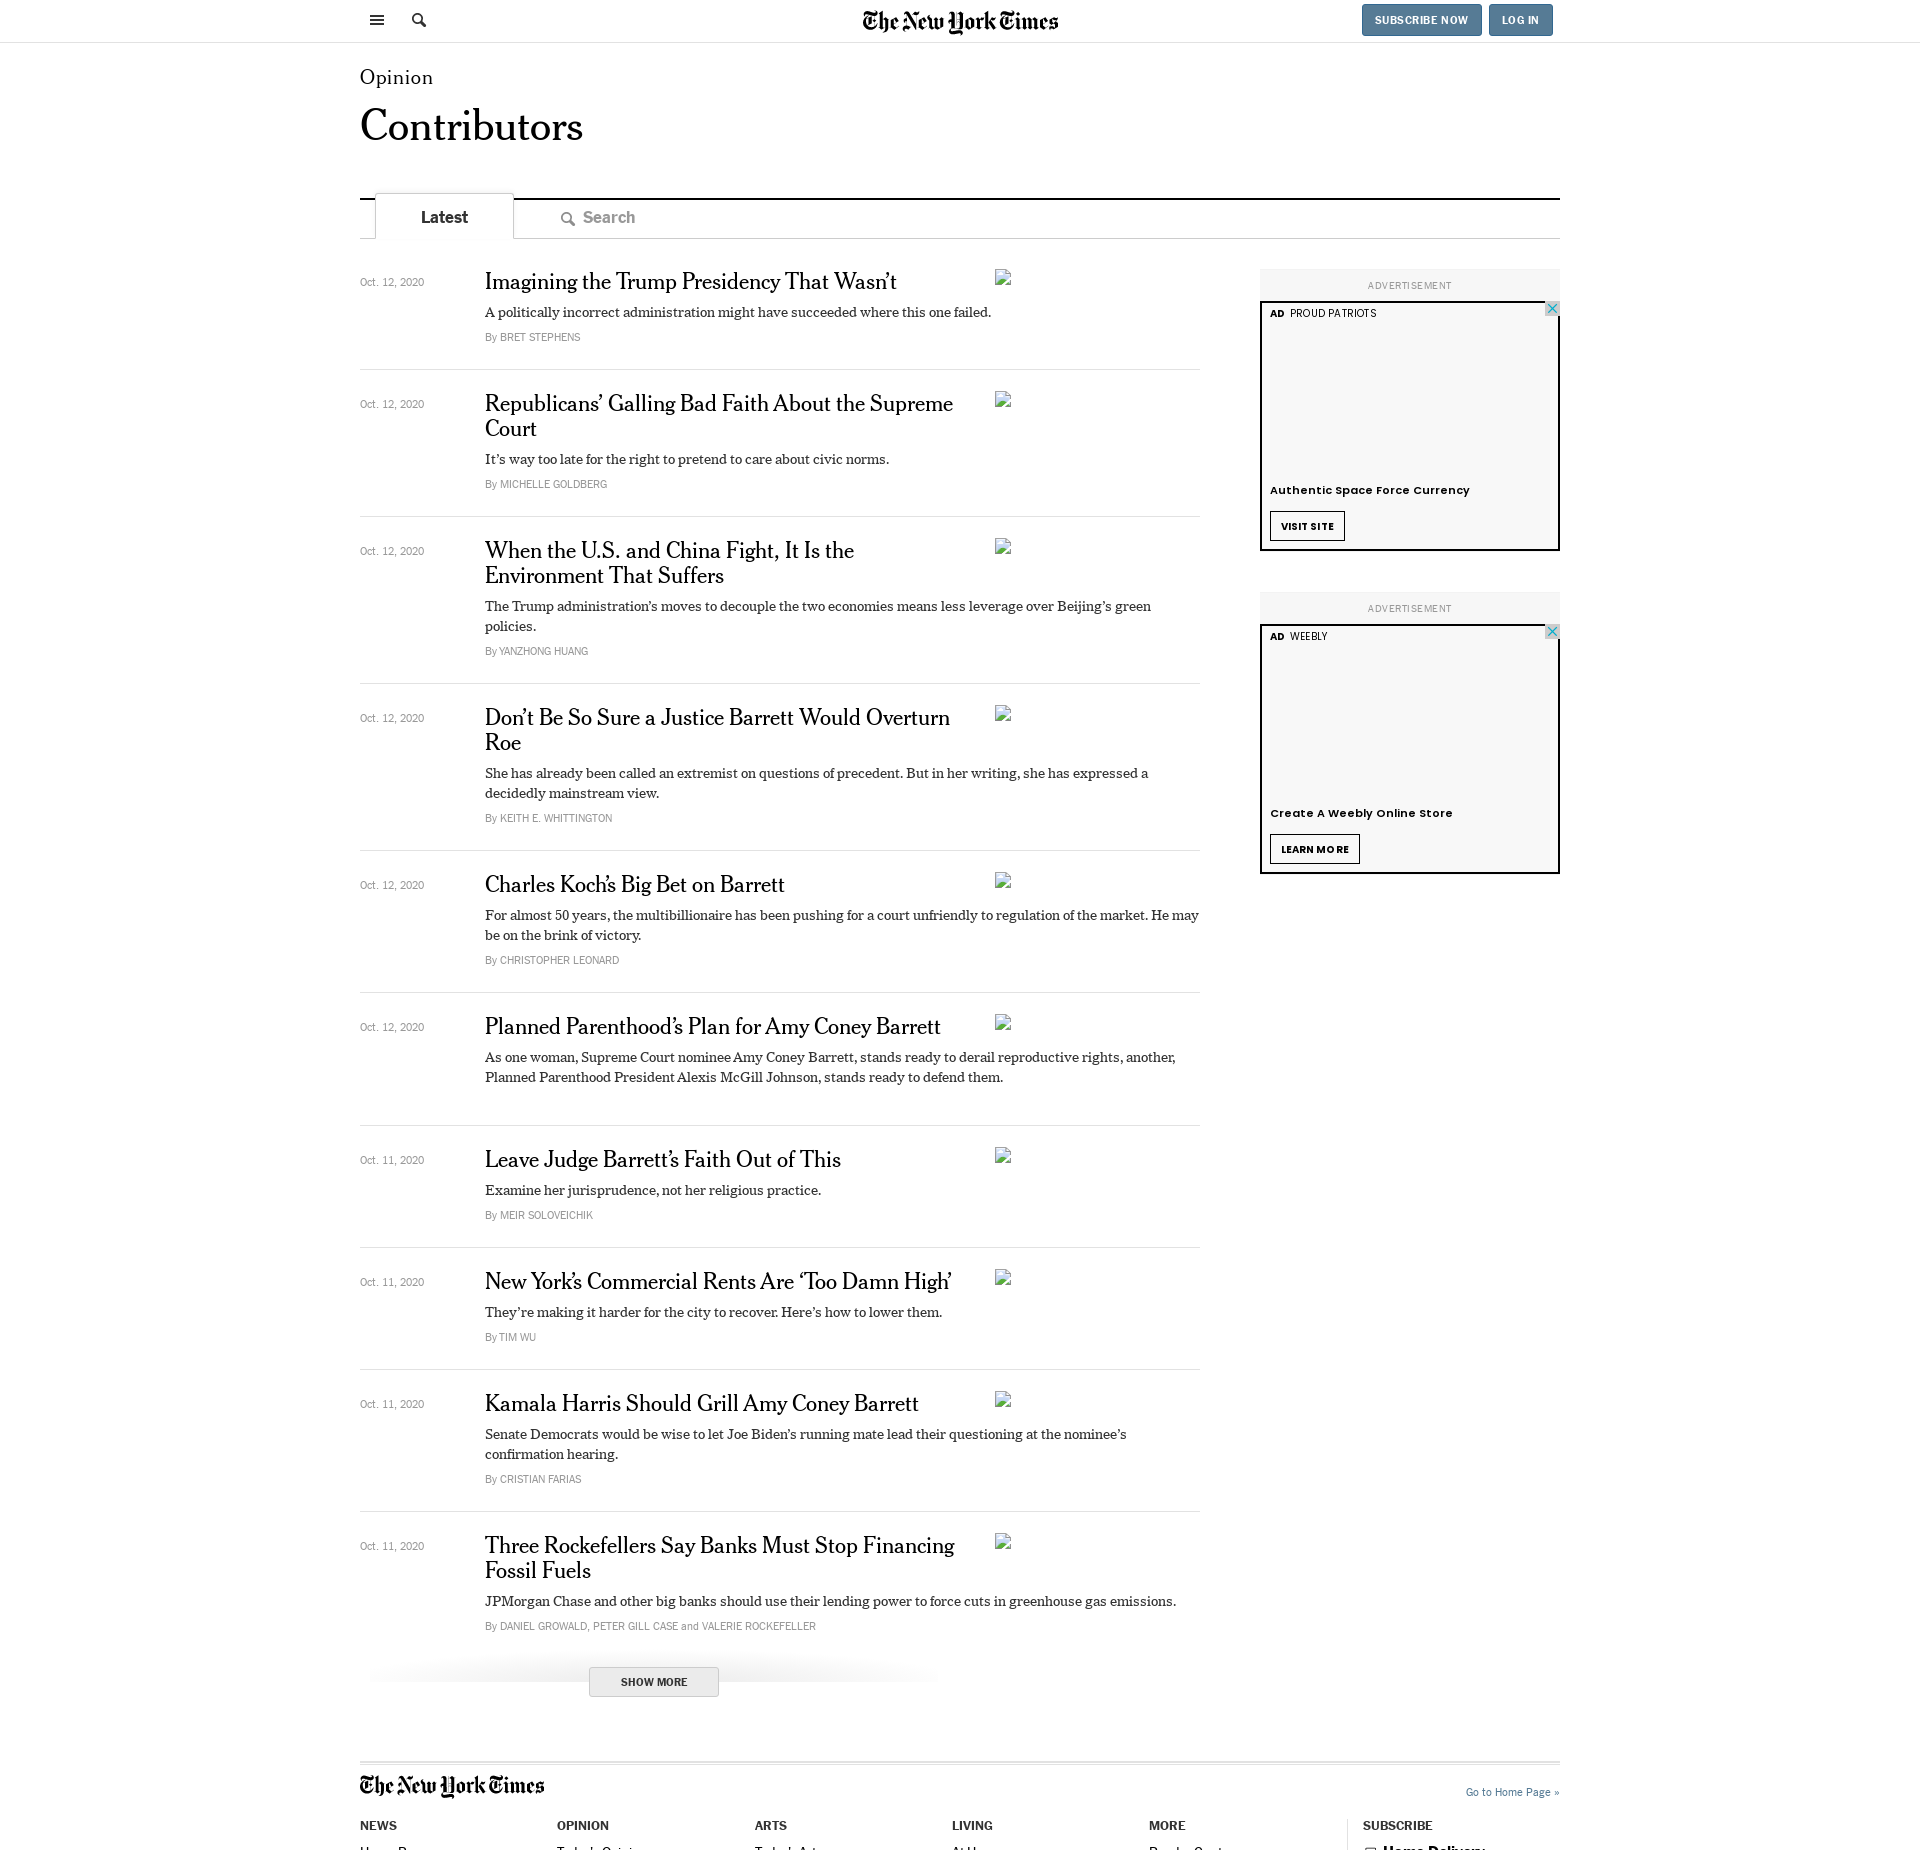 The New York Times
SUBSCRIBE NOW
LOG IN
Opinion
Contributors
Latest
Search
Oct. 12, 2020
Imagining the Trump Presidency That Wasn’t
A politically incorrect administration might have succeeded where this one failed.
By BRET STEPHENS
Oct. 12, 2020
Republicans’ Galling Bad Faith About the Supreme
Court
It’s way too late for the right to pretend to care about civic norms.
By MICHELLE GOLDBERG
Oct. 12, 2020
When the U.S. and China Fight, It Is the
Environment That Suffers
The Trump administration’s moves to decouple the two economies means less leverage over Beijing’s green
policies.
By YANZHONG HUANG
Oct. 12, 2020
Don’t Be So Sure a Justice Barrett Would Overturn
Roe
She has already been called an extremist on questions of precedent. But in her writing, she has expressed a
decidedly mainstream view.
By KEITH E. WHITTINGTON
Oct. 12, 2020
Charles Koch’s Big Bet on Barrett
For almost 50 years, the multibillionaire has been pushing for a court unfriendly to regulation of the market. He may
be on the brink of victory.
By CHRISTOPHER LEONARD
Oct. 12, 2020
Planned Parenthood’s Plan for Amy Coney Barrett
As one woman, Supreme Court nominee Amy Coney Barrett, stands ready to derail reproductive rights, another,
Planned Parenthood President Alexis McGill Johnson, stands ready to defend them.
Oct. 11, 2020
Leave Judge Barrett’s Faith Out of This
Examine her jurisprudence, not her religious practice.
By MEIR SOLOVEICHIK
Oct. 11, 2020
New York’s Commercial Rents Are ‘Too Damn High’
They’re making it harder for the city to recover. Here’s how to lower them.
By TIM WU
Oct. 11, 2020
Kamala Harris Should Grill Amy Coney Barrett
Senate Democrats would be wise to let Joe Biden’s running mate lead their questioning at the nominee’s
confirmation hearing.
By CRISTIAN FARIAS
Oct. 11, 2020
Three Rockefellers Say Banks Must Stop Financing
Fossil Fuels
JPMorgan Chase and other big banks should use their lending power to force cuts in greenhouse gas emissions.
By DANIEL GROWALD, PETER GILL CASE and VALERIE ROCKEFELLER
SHOW MORE
ADVERTISEMENT
AD PROUD PATRIOTS
Authentic Space Force Currency
VISIT SITE
ADVERTISEMENT
AD WEEBLY
Create A Weebly Online Store
LEARN MORE
The New York Times
Go to Home Page »
NEWS
OPINION
ARTS
LIVING
MORE
SUBSCRIBE
Home Delivery